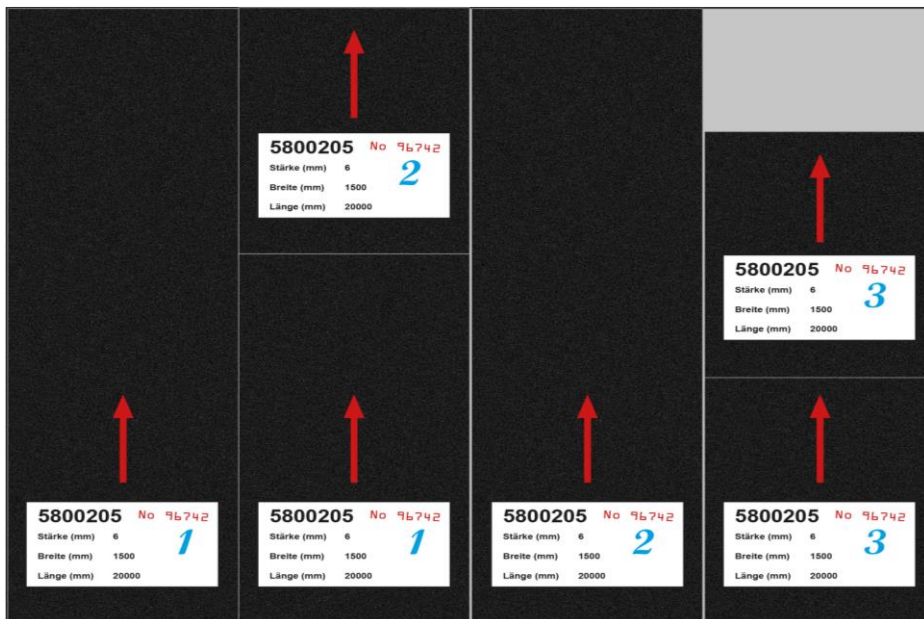 5800205 No 96742
2
Stärke (mm) 6
Breite (mm) 1500
Länge (mm) 20000
5800205 No 96742
3
Stärke (mm) 6
Breite (mm) 1500
Länge (mm) 20000
5800205 No 96742
1
Stärke (mm) 6
Breite (mm) 1500
Länge (mm) 20000
5800205 No 96742
1
Stärke (mm) 6
Breite (mm) 1500
Länge (mm) 20000
5800205 No 96742
2
Stärke (mm) 6
Breite (mm) 1500
Länge (mm) 20000
5800205 No 96742
3
Stärke (mm) 6
Breite (mm) 1500
Länge (mm) 20000